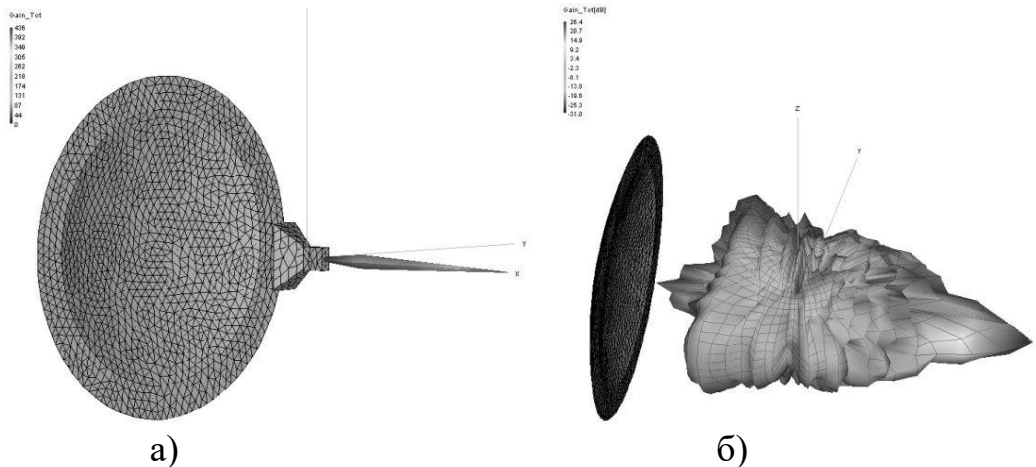 Gain_Tot
436
392
349
305
262
218
174
131
87
44
0
Y
X
а)
Gain_Tot[dB]
26.4
20.7
14.9
9.2
3.4
-2.3
-8.1
-13.8
-19.6
-25.3
-31.0
Z
Y
б)